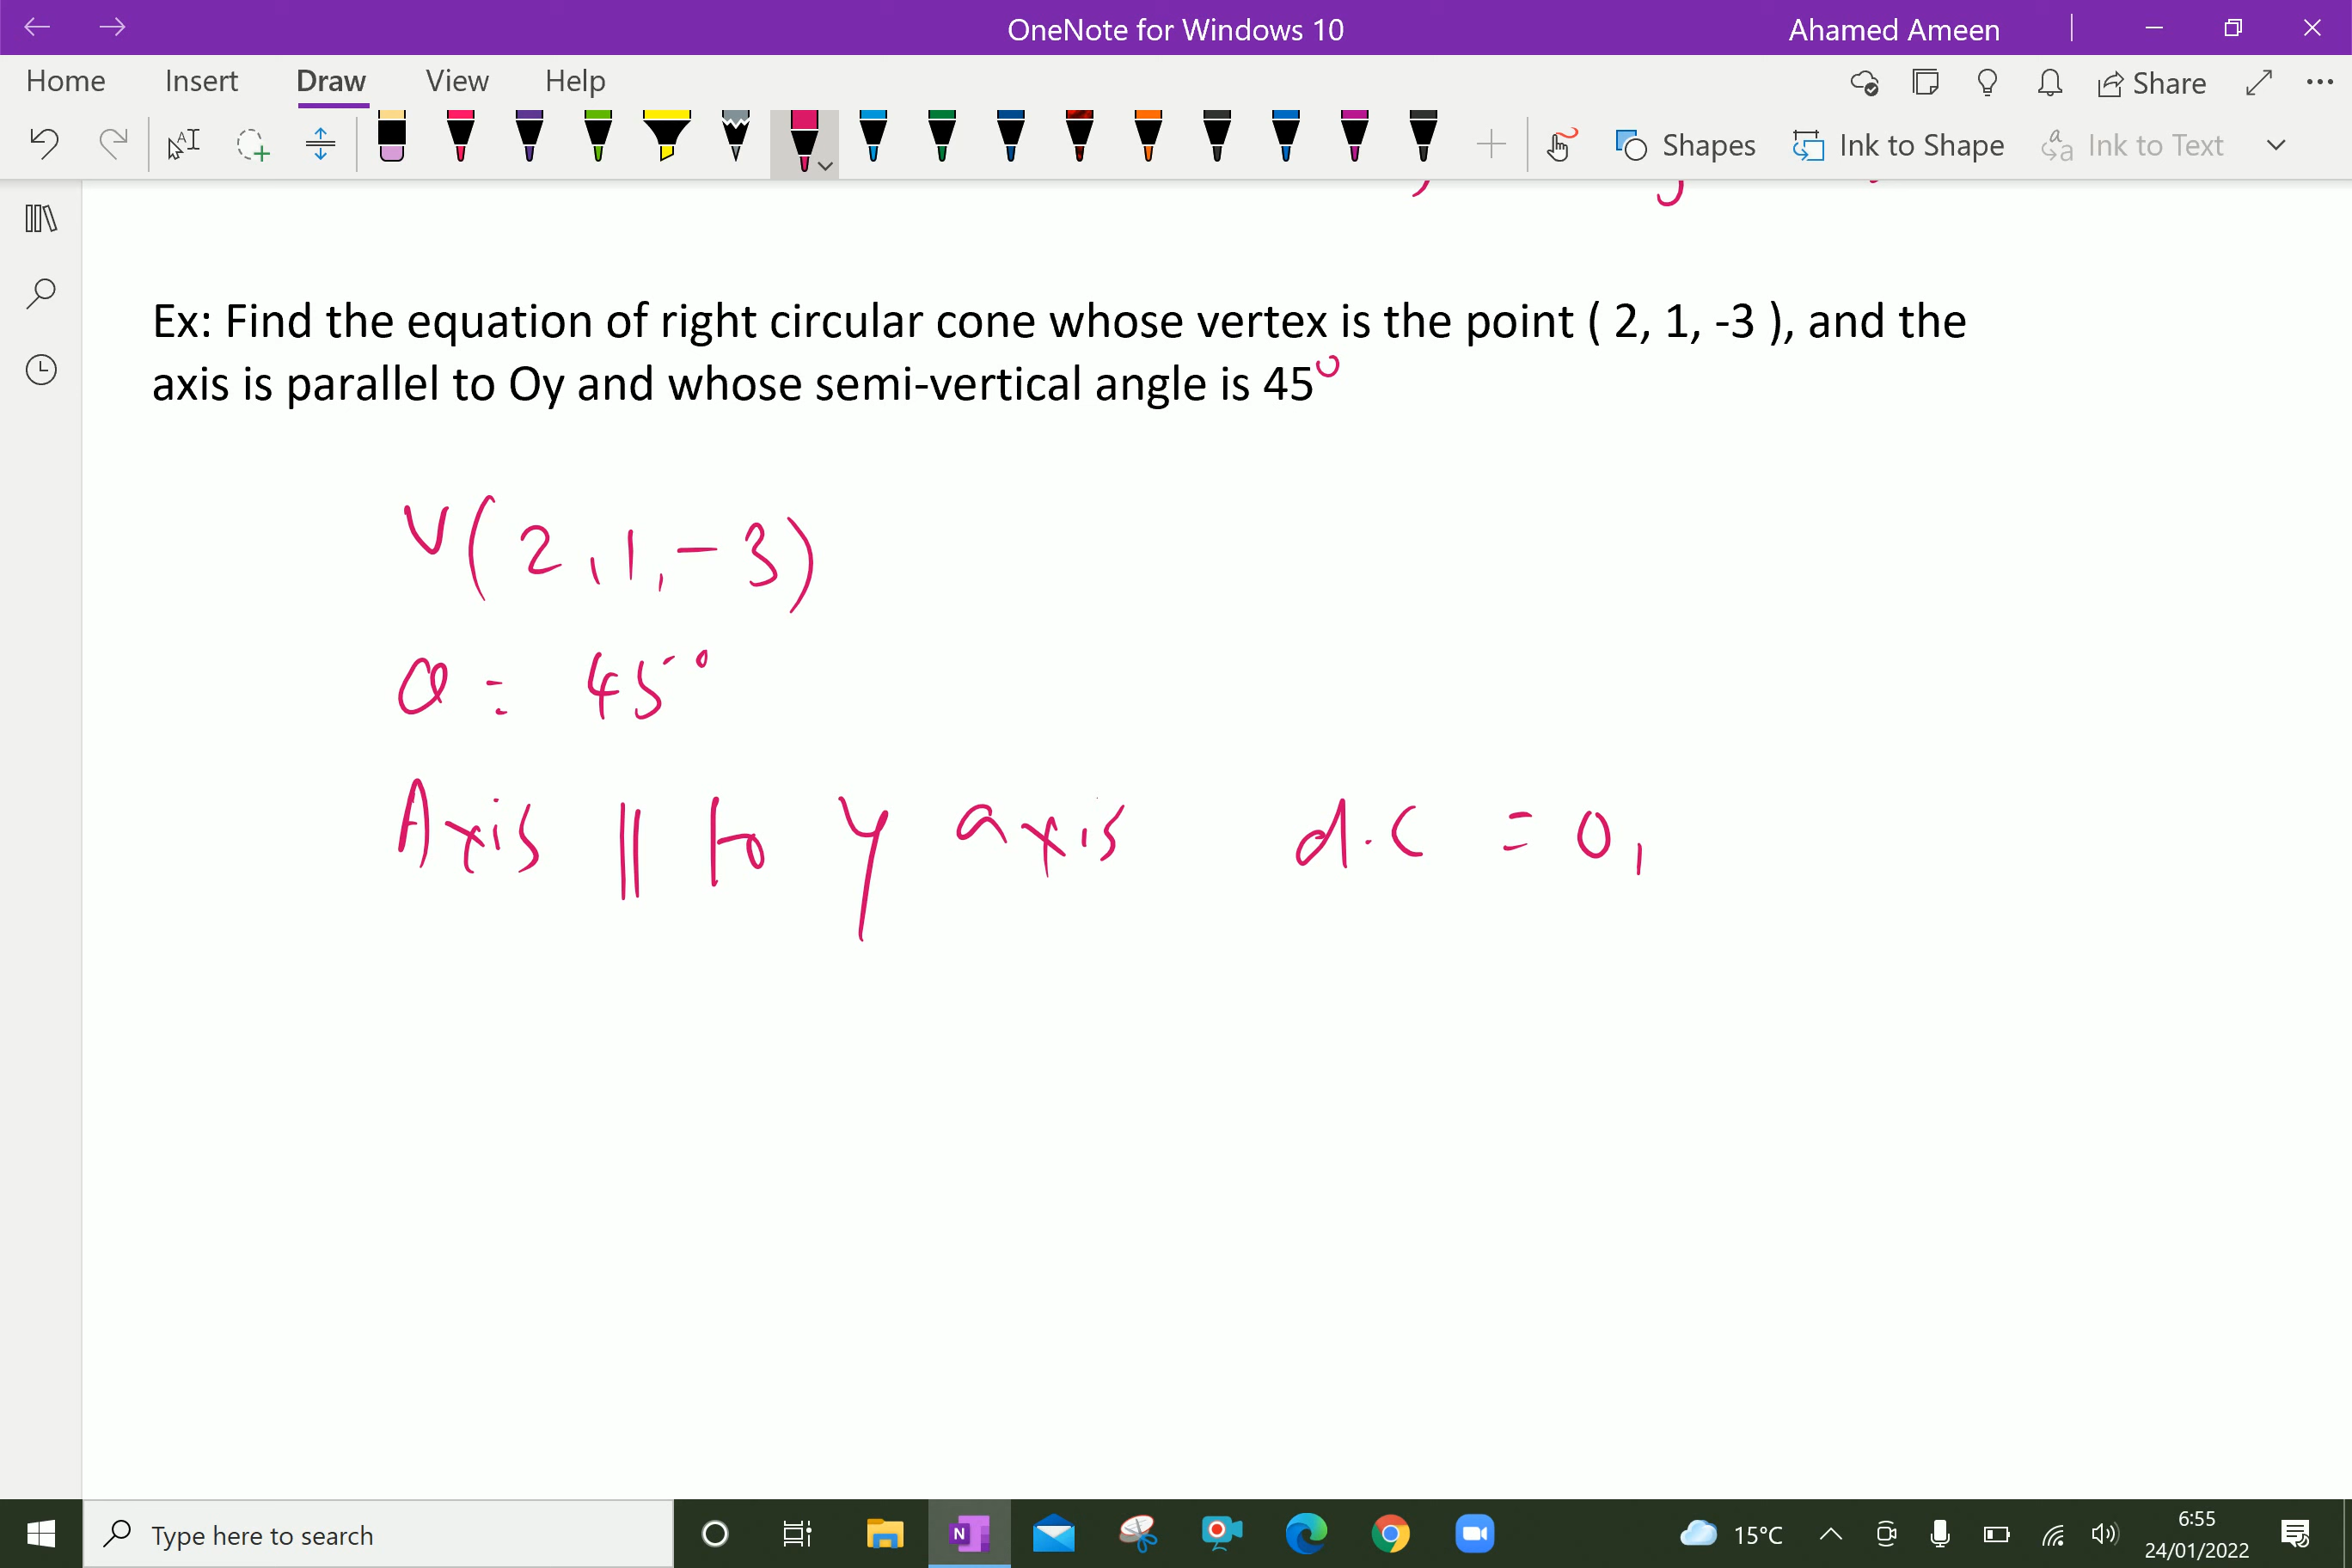 OneNote for Windows 10
Ahamed Ameen
Home Insert Draw View Help
Share
Shapes Ink to Shape Ink to Text
Ex: Find the equation of right circular cone whose vertex is the point ( 2, 1, -3 ), and the
axis is parallel to Oy and whose semi-vertical angle is 45°
V(2,1,-3)
α = 45°
Axis || to y axis d.c = 0,
Type here to search
15°C
6:55
24/01/2022